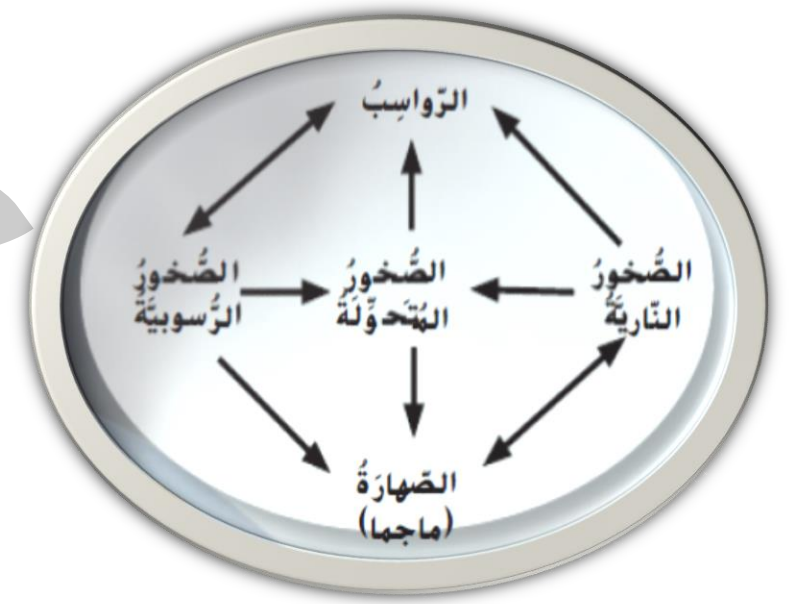 الرّواسِبُ
الصُّخورُ
النّاريَّةُ
الصُّخورُ
المُتَحوِّلَةُ
الصُّخورُ
الرُّسوبيَّةُ
الصّهارَةُ
(ماجما)